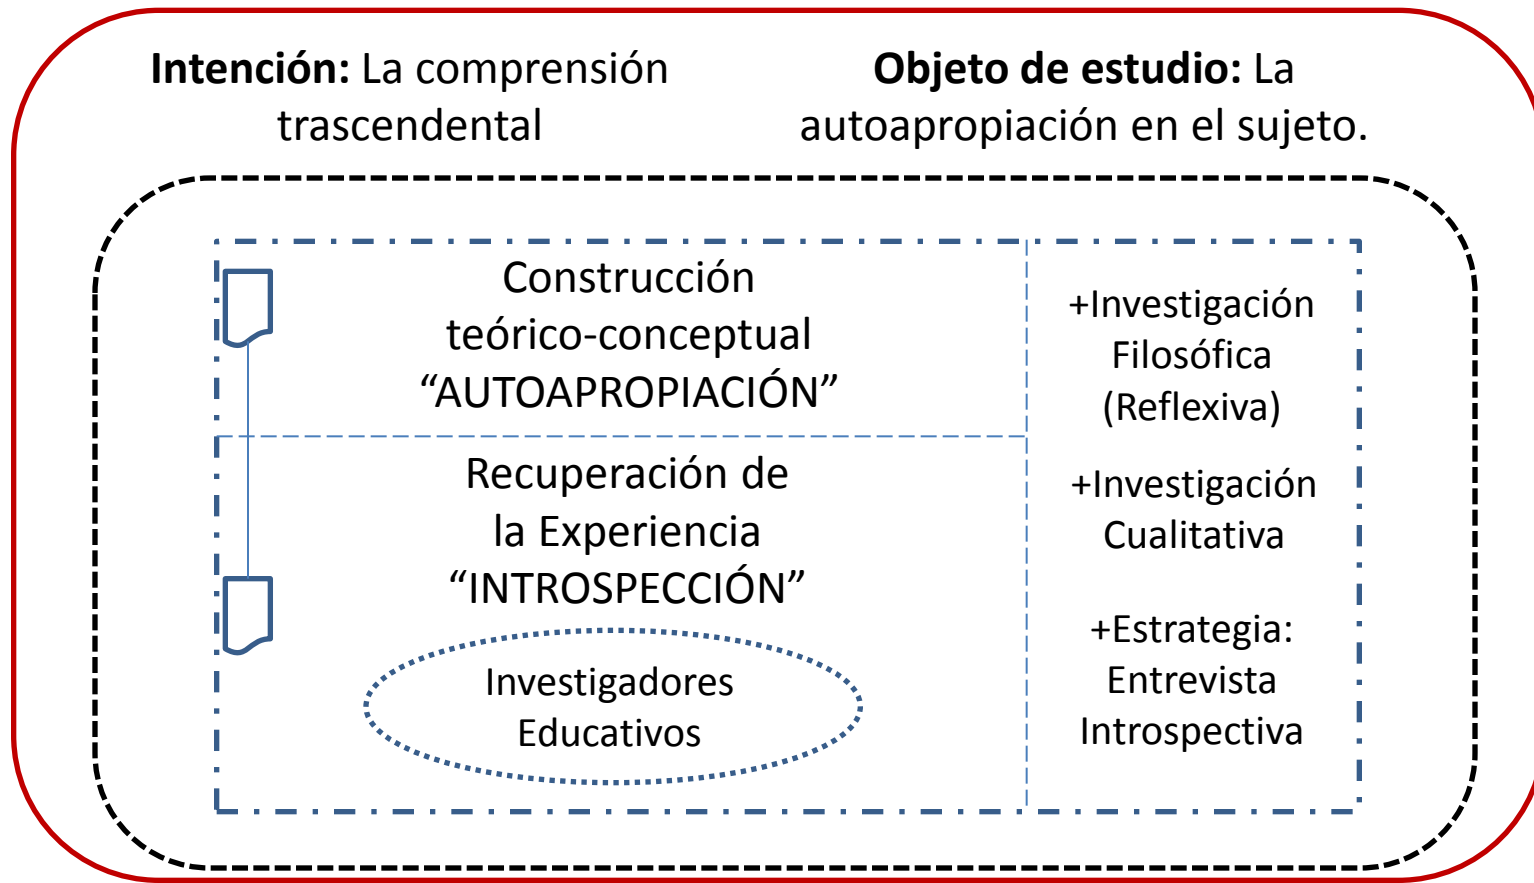 Intención: La comprensión
trascendental
Objeto de estudio: La
autoapropiación en el sujeto.
Construcción
teórico-conceptual
“AUTOAPROPIACIÓN”
Recuperación de
la Experiencia
“INTROSPECCIÓN”
Investigadores
Educativos
+Investigación
Filosófica
(Reflexiva)
+Investigación
Cualitativa
+Estrategia:
Entrevista
Introspectiva